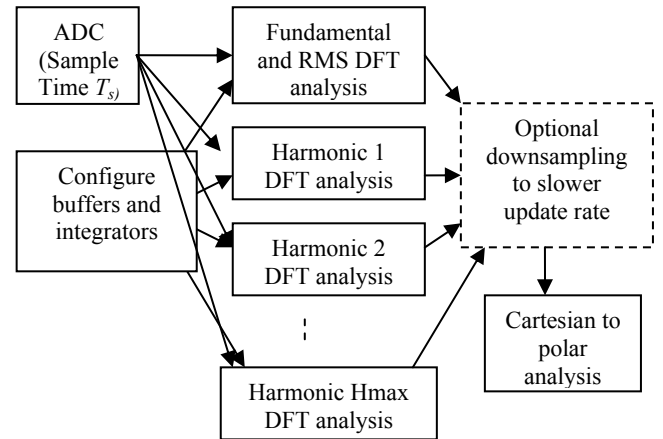 ADC
(Sample
Time Ts)
Fundamental
and RMS DFT
analysis
Configure
buffers and
integrators
Harmonic 1
DFT analysis
Harmonic 2
DFT analysis
Harmonic Hmax
DFT analysis
Optional
downsampling
to slower
update rate
Cartesian to
polar
analysis